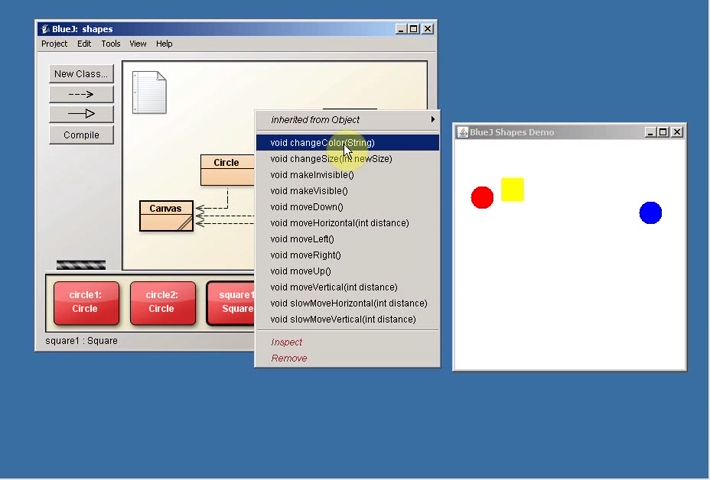 BlueJ: shapes
Project Edit Tools View Help
New Class...
Compile
Circle
Canvas
circle1:
Circle
circle2:
Circle
square1
Square
square1 : Square
inherited from Object
void changeColor(String)
void changeSize(int newSize)
void makeInvisible()
void makeVisible()
void moveDown()
void moveHorizontal(int distance)
void moveLeft()
void moveRight()
void moveUp()
void moveVertical(int distance)
void slowMoveHorizontal(int distance)
void slowMoveVertical(int distance)
Inspect
Remove
BlueJ Shapes Demo